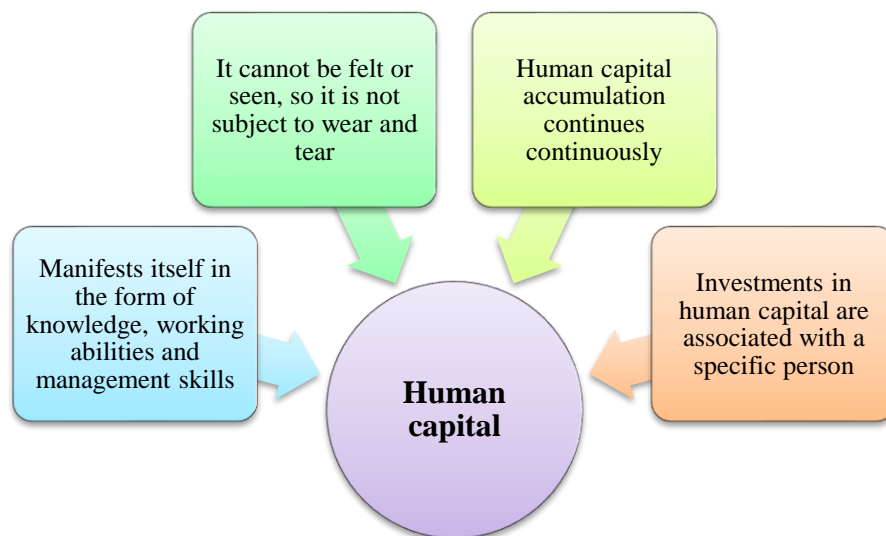 It cannot be felt or
seen, so it is not
subject to wear and
tear
Human capital
accumulation
continues
continuously
Manifests itself in
the form of
knowledge, working
abilities and
management skills
Investments in
human capital are
associated with a
specific person
Human
capital